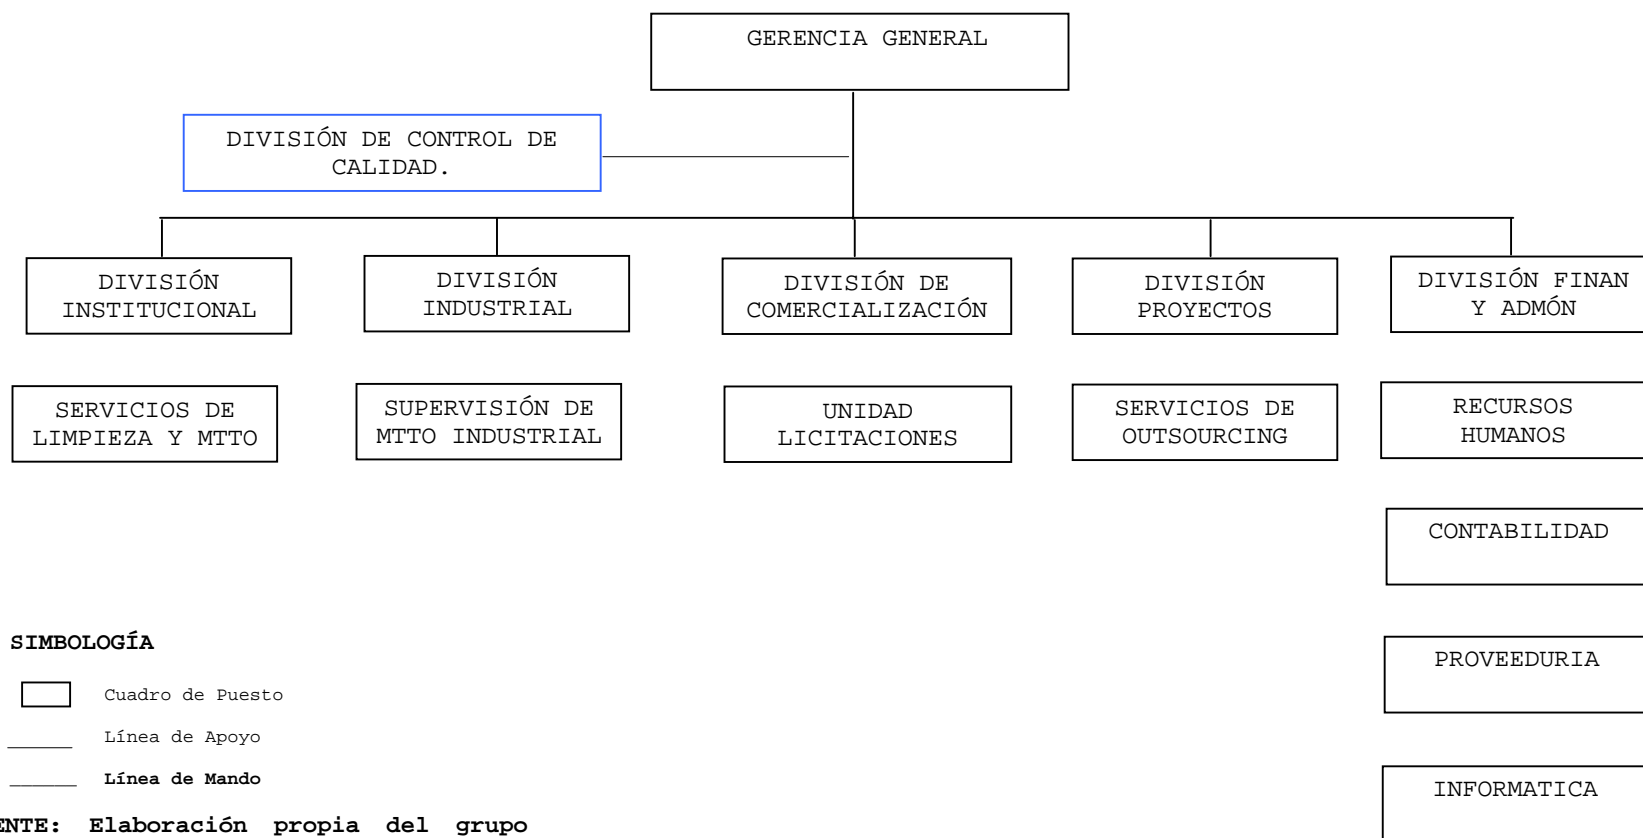 GERENCIA GENERAL
DIVISIÓN DE CONTROL DE
CALIDAD.
DIVISIÓN
INSTITUCIONAL
DIVISIÓN
INDUSTRIAL
DIVISIÓN DE
COMERCIALIZACIÓN
DIVISIÓN
PROYECTOS
DIVISIÓN FINAN
Y ADMÓN
SERVICIOS DE
LIMPIEZA Y MTTO
SUPERVISIÓN DE
MTTO INDUSTRIAL
UNIDAD
LICITACIONES
SERVICIOS DE
OUTSOURCING
RECURSOS
HUMANOS
CONTABILIDAD
PROVEEDURIA
INFORMATICA
SIMBOLOGÍA
Cuadro de Puesto
Línea de Apoyo
Línea de Mando
ENTE: Elaboración propia del grupo